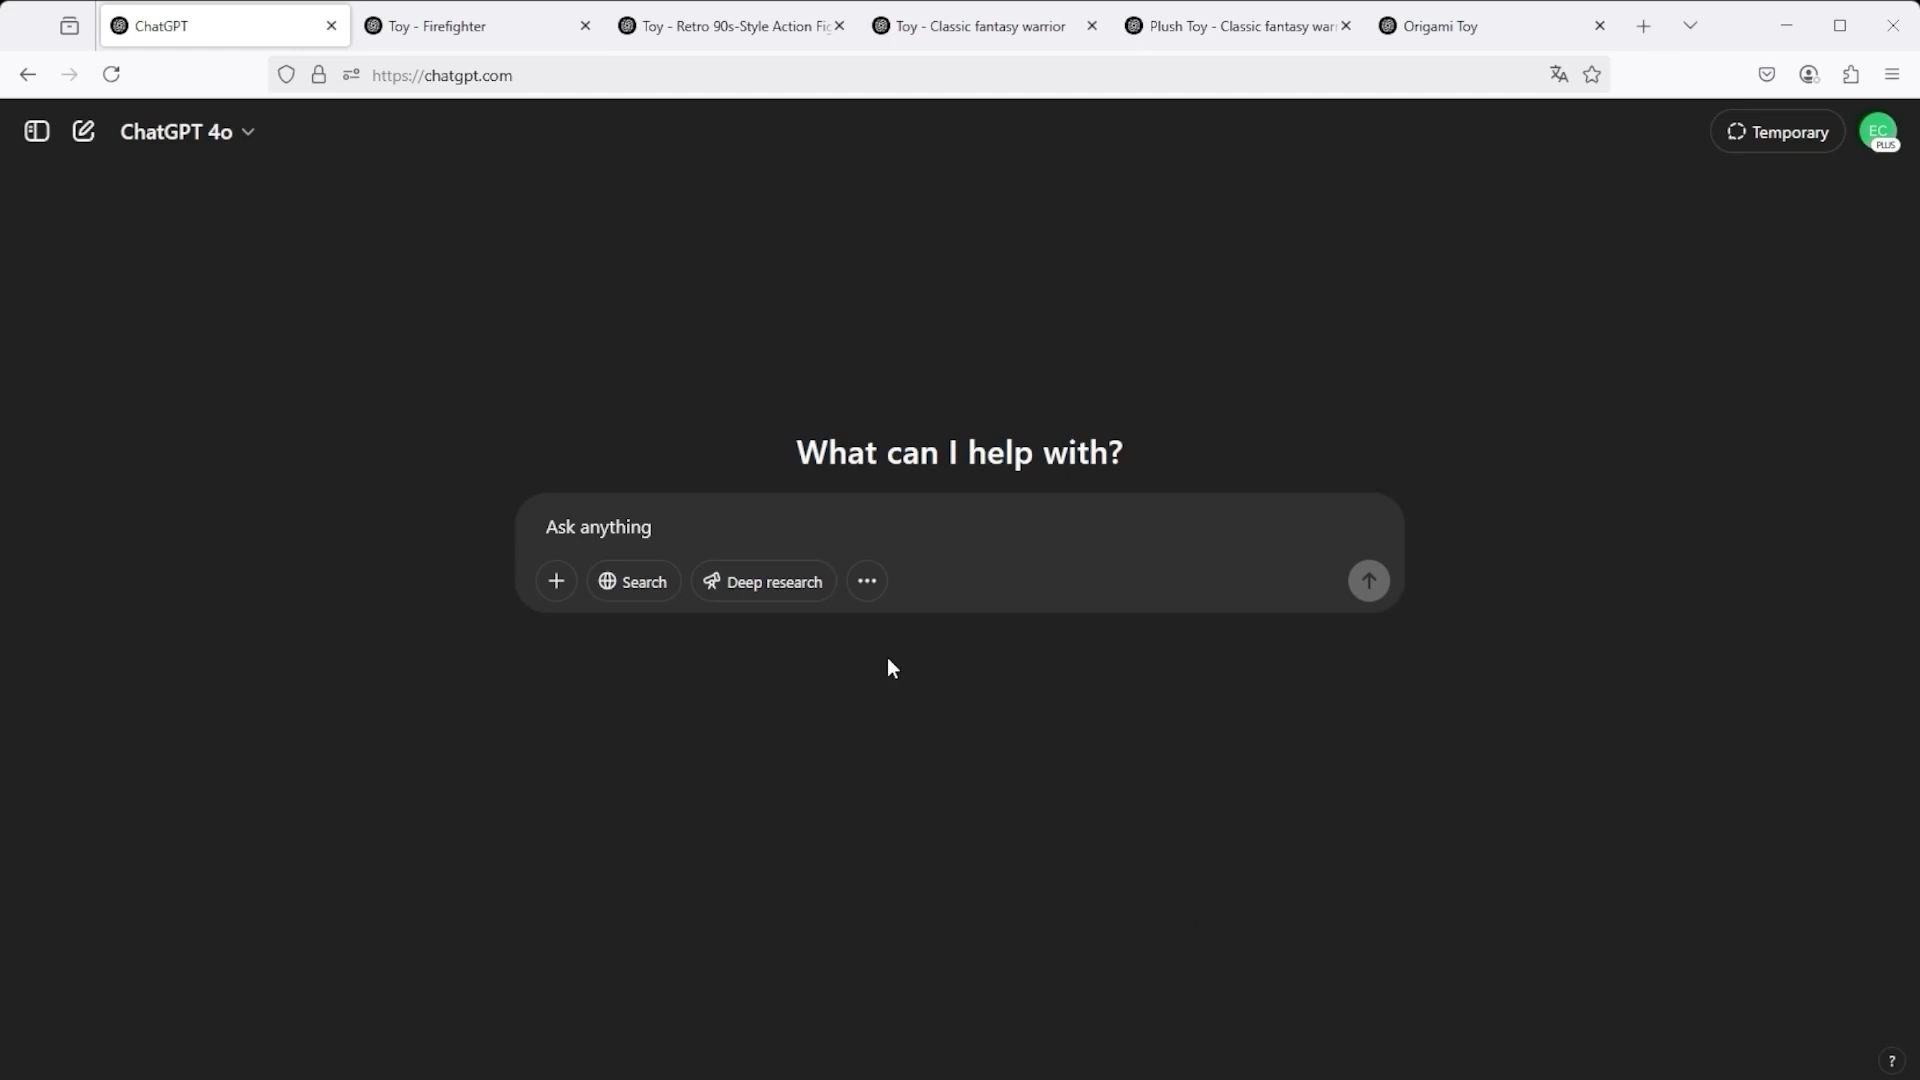 ChatGPT
Toy - Firefighter
Toy - Retro 90s-Style Action Fig
Toy - Classic fantasy warrior
Plush Toy - Classic fantasy war
Origami Toy
https://chatgpt.com
ChatGPT 4o
Temporary
EC
PLUS
What can I help with?
Ask anything
Search
Deep research
?